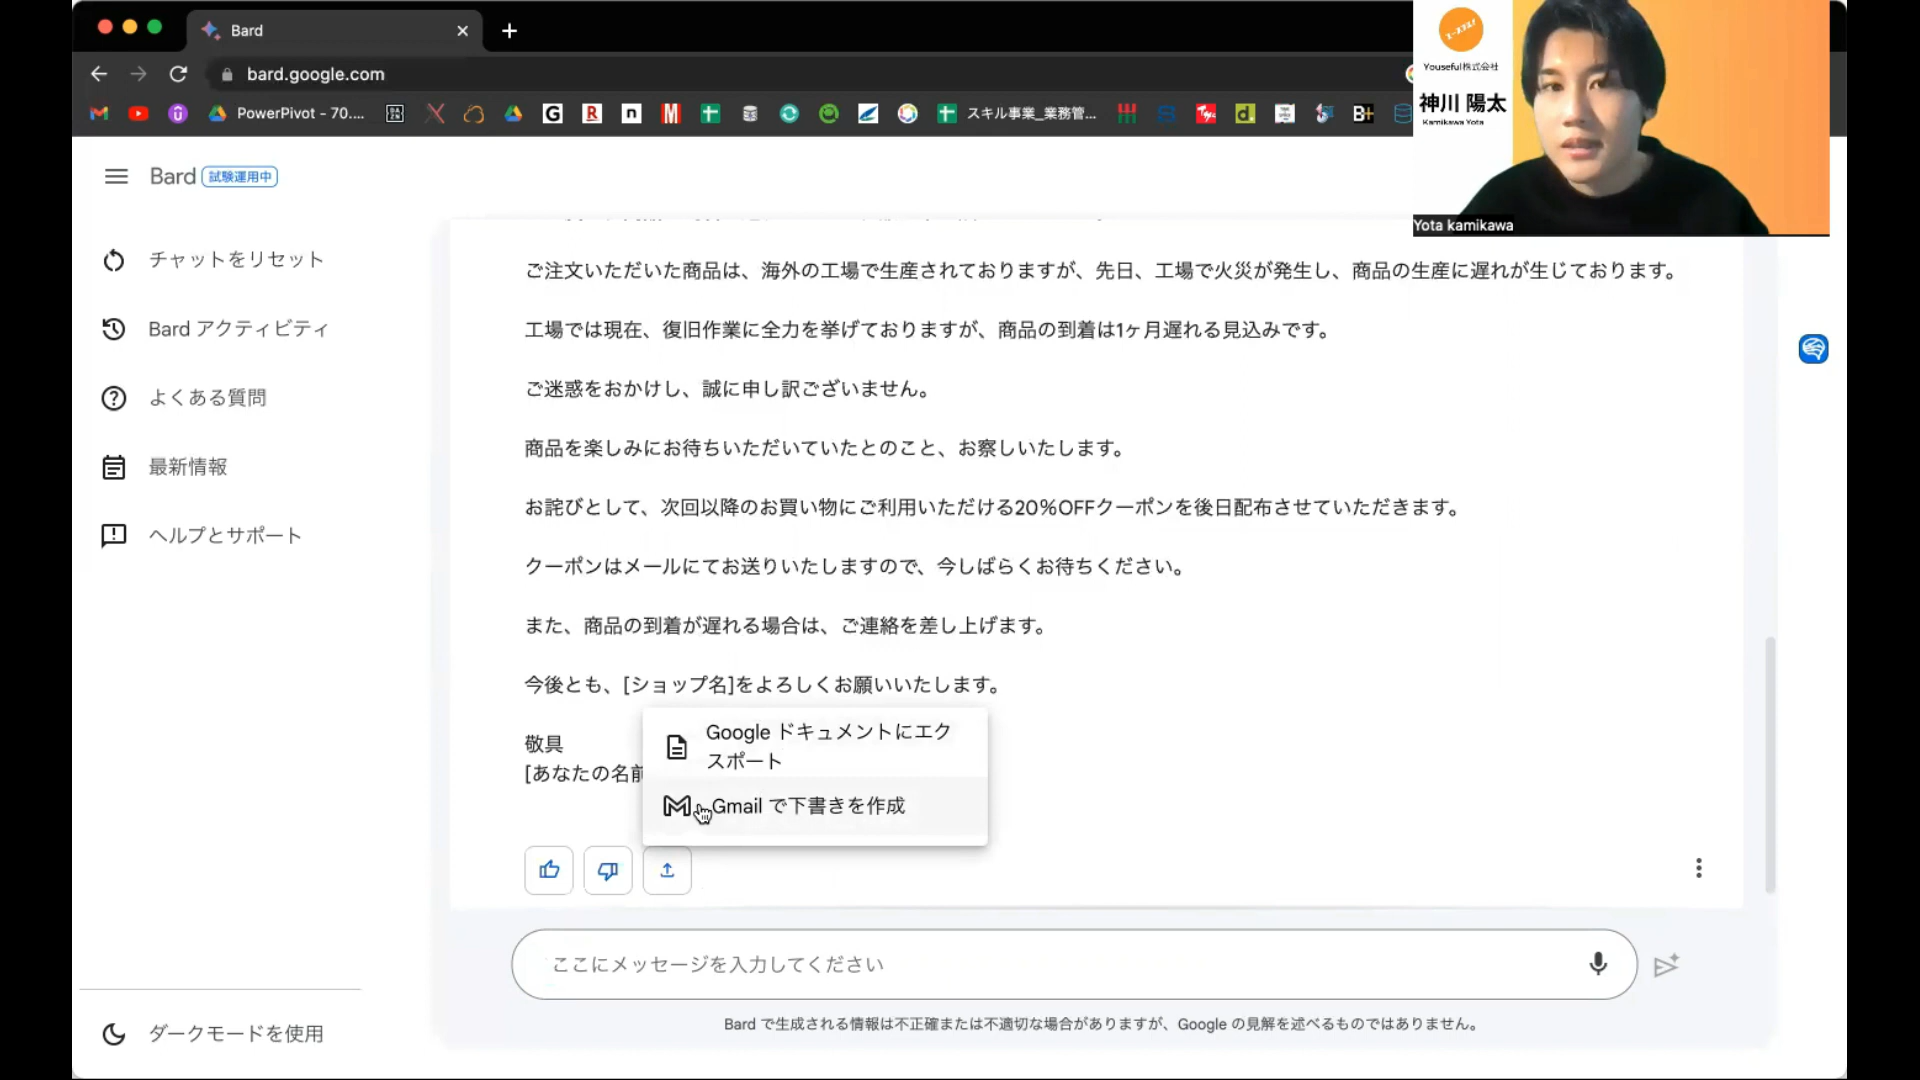 Bard
bard.google.com
PowerPivot - 70....
スキル事業_業務管...
エースフル!
Youseful株式会社
神川 陽太
Kamikawa Yota
Yota kamikawa
Bard 試験運用中
チャットをリセット
Bard アクティビティ
よくある質問
最新情報
ヘルプとサポート
ダークモードを使用
ご注文いただいた商品は、海外の工場で生産されておりますが、先日、工場で火災が発生し、商品の生産に遅れが生じております。
工場では現在、復旧作業に全力を挙げておりますが、商品の到着は1ヶ月遅れる見込みです。
ご迷惑をおかけし、誠に申し訳ございません。
商品を楽しみにお待ちいただいていたとのこと、お察しいたします。
お詫びとして、次回以降のお買い物にご利用いただける20%OFFクーポンを後日配布させていただきます。
クーポンはメールにてお送りいたしますので、今しばらくお待ちください。
また、商品の到着が遅れる場合は、ご連絡を差し上げます。
今後とも、[ショップ名]をよろしくお願いいたします。
敬具
[あなたの名前
Google ドキュメントにエク
スポート
Gmail で下書きを作成
ここにメッセージを入力してください
Bard で生成される情報は不正確または不適切な場合がありますが、Google の見解を述べるものではありません。